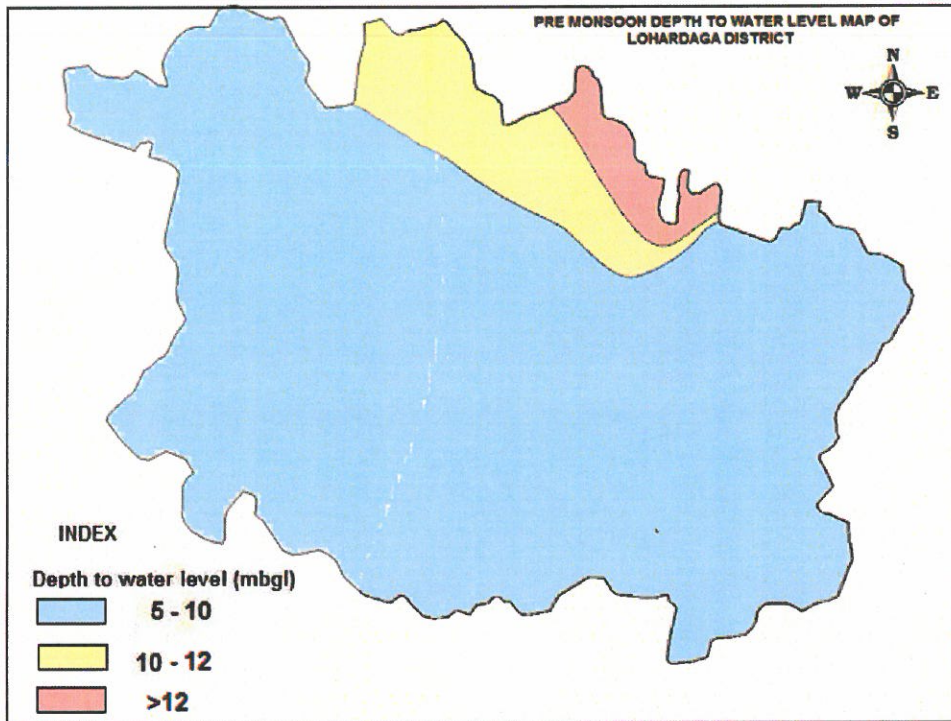 PRE MONSOON DEPTH TO WATER LEVEL MAP OF
LOHARDAGA DISTRICT
N
W E
S
INDEX
Depth to water level (mbgl)
5 - 10
10 - 12
>12